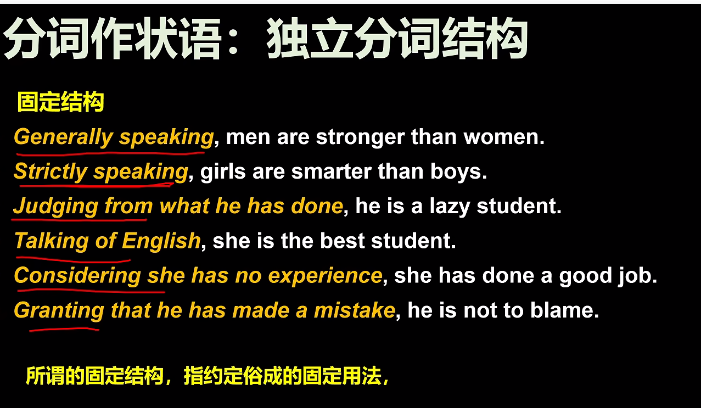 分词作状语：独立分词结构
固定结构
Generally speaking, men are stronger than women.
Strictly speaking, girls are smarter than boys.
Judging from what he has done, he is a lazy student.
Talking of English, she is the best student.
Considering she has no experience, she has done a good job.
Granting that he has made a mistake, he is not to blame.
所谓的固定结构，指约定俗成的固定用法，